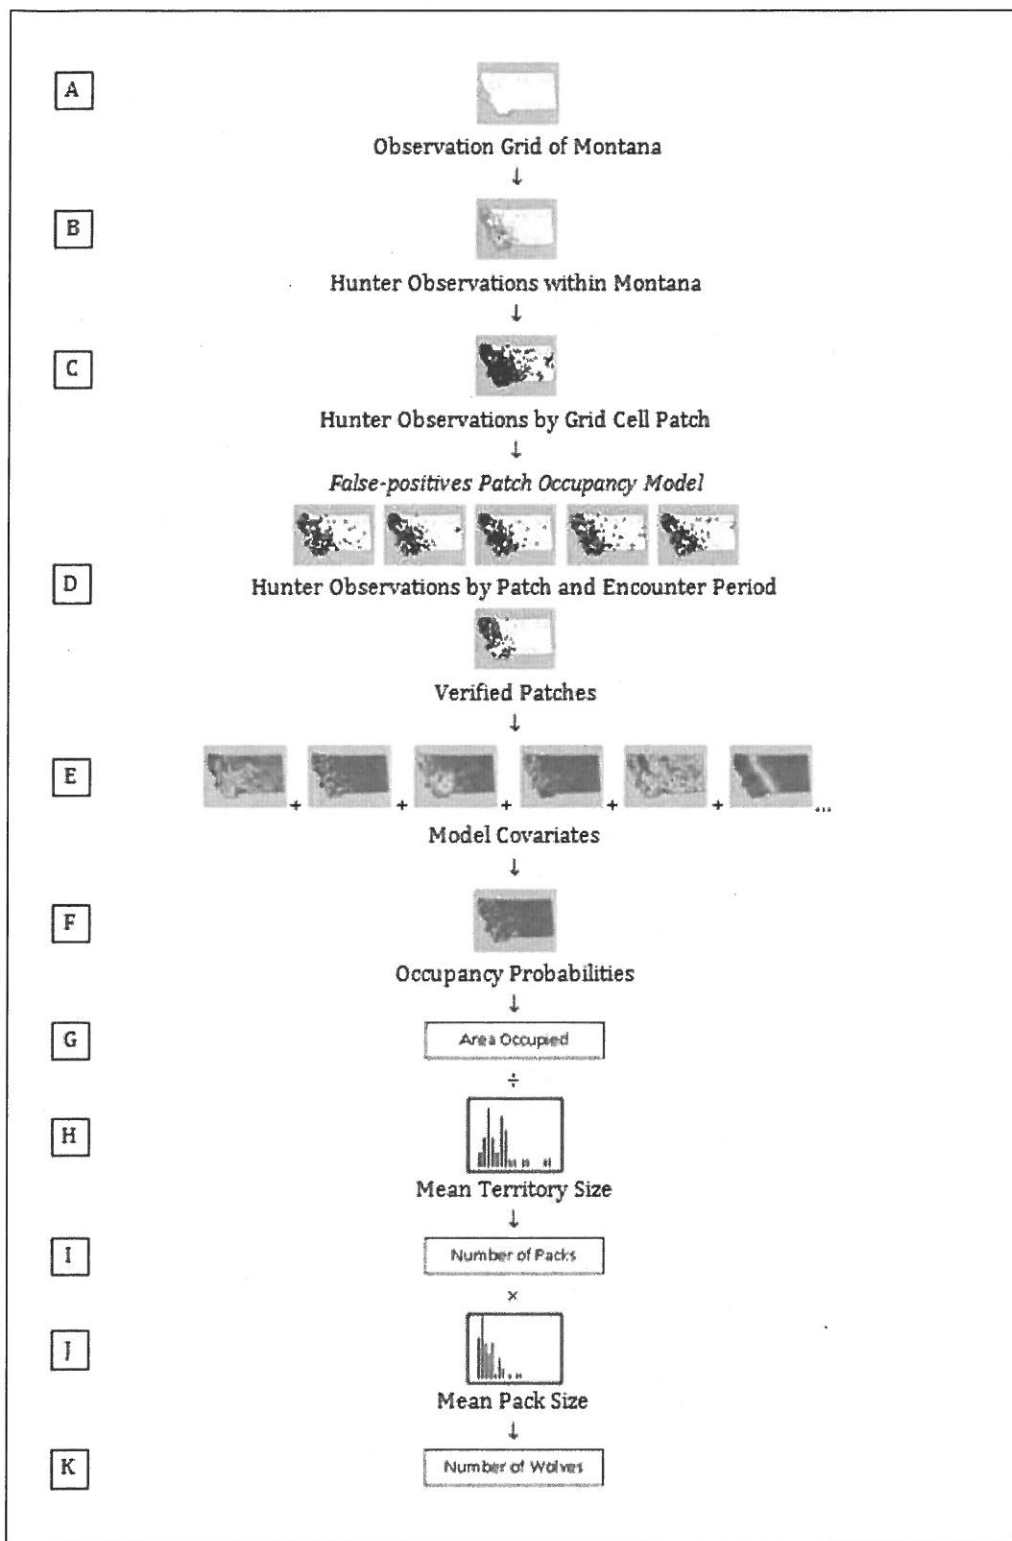 A
Observation Grid of Montana
↓
B
Hunter Observations within Montana
↓
C
Hunter Observations by Grid Cell Patch
↓
False-positives Patch Occupancy Model
D
Hunter Observations by Patch and Encounter Period
Verified Patches
↓
E
+ + + + + ...
Model Covariates
↓
F
Occupancy Probabilities
↓
G
Area Occupied
÷
H
Mean Territory Size
↓
I
Number of Packs
×
J
Mean Pack Size
↓
K
Number of Wolves